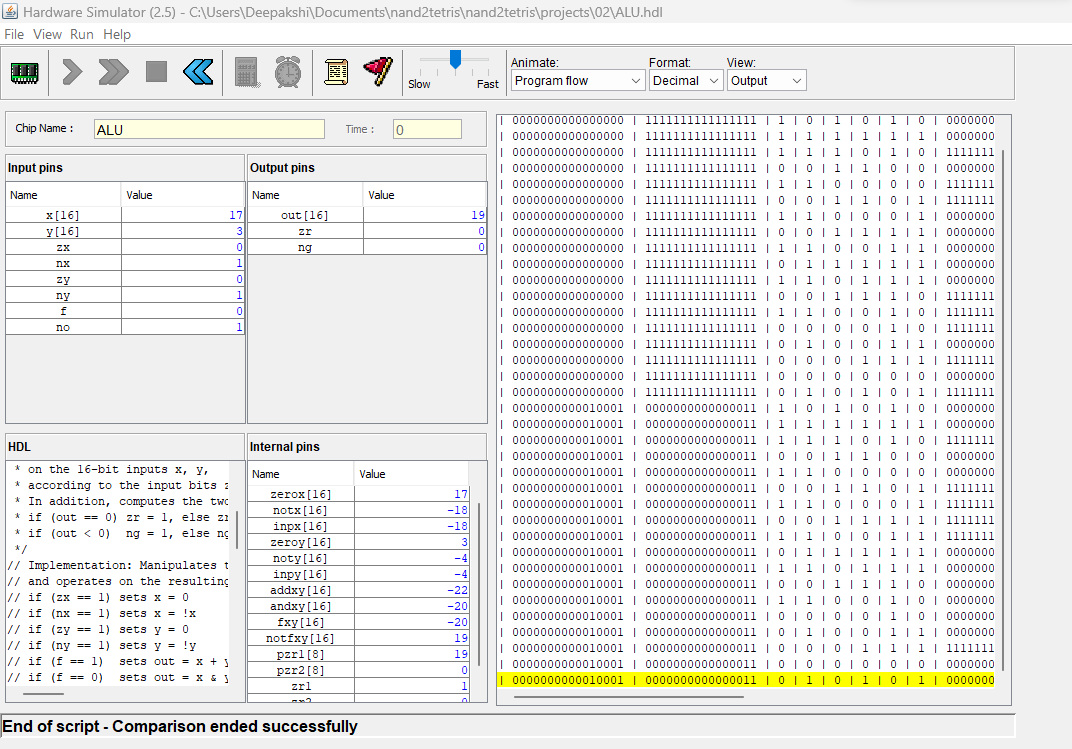 Hardware Simulator (2.5) - C:\Users\Deepakshi\Documents\nand2tetris\nand2tetris\projects\02\ALU.hdl
File View Run Help
Slow Fast
Animate: Format: View:
Program flow Decimal Output
Chip Name : ALU Time : 0
Input pins
Name Value
x[16] 17
y[16] 3
zx 0
nx 1
zy 0
ny 1
f 0
no 1
Output pins
Name Value
out[16] 19
zr 0
ng 0
HDL
* on the 16-bit inputs x, y,
* according to the input bits z
* In addition, computes the two
* if (out == 0) zr = 1, else zr
* if (out < 0) ng = 1, else ng
*/
// Implementation: Manipulates t
// and operates on the resulting
// if (zx == 1) sets x = 0
// if (nx == 1) sets x = !x
// if (zy == 1) sets y = 0
// if (ny == 1) sets y = !y
// if (f == 1) sets out = x + y
// if (f == 0) sets out = x & y
Internal pins
Name Value
zerox[16] 17
notx[16] -18
inpx[16] -18
zeroy[16] 3
noty[16] -4
inpy[16] -4
addxy[16] -22
andxy[16] -20
fxy[16] -20
notfxy[16] 19
pzr1[8] 19
pzr2[8] 0
zr1 1
zr2 0
| 0000000000000000 | 1111111111111111 | 1 | 0 | 1 | 0 | 1 | 0 | 0000000
| 0000000000000000 | 1111111111111111 | 1 | 1 | 1 | 1 | 1 | 1 | 0000000
| 0000000000000000 | 1111111111111111 | 1 | 1 | 1 | 0 | 1 | 0 | 1111111
| 0000000000000000 | 1111111111111111 | 0 | 0 | 1 | 1 | 0 | 0 | 0000000
| 0000000000000000 | 1111111111111111 | 1 | 1 | 0 | 0 | 0 | 0 | 1111111
| 0000000000000000 | 1111111111111111 | 0 | 0 | 1 | 1 | 0 | 1 | 1111111
| 0000000000000000 | 1111111111111111 | 1 | 1 | 0 | 0 | 0 | 1 | 0000000
| 0000000000000000 | 1111111111111111 | 0 | 0 | 1 | 1 | 1 | 1 | 0000000
| 0000000000000000 | 1111111111111111 | 1 | 1 | 0 | 0 | 1 | 1 | 0000000
| 0000000000000000 | 1111111111111111 | 0 | 1 | 1 | 1 | 1 | 1 | 0000000
| 0000000000000000 | 1111111111111111 | 1 | 1 | 0 | 1 | 1 | 1 | 0000000
| 0000000000000000 | 1111111111111111 | 0 | 0 | 1 | 1 | 1 | 0 | 1111111
| 0000000000000000 | 1111111111111111 | 1 | 1 | 0 | 0 | 1 | 0 | 1111111
| 0000000000000000 | 1111111111111111 | 0 | 0 | 0 | 0 | 1 | 0 | 1111111
| 0000000000000000 | 1111111111111111 | 0 | 1 | 0 | 0 | 1 | 1 | 0000000
| 0000000000000000 | 1111111111111111 | 0 | 0 | 0 | 1 | 1 | 1 | 1111111
| 0000000000000000 | 1111111111111111 | 0 | 0 | 0 | 0 | 0 | 0 | 0000000
| 0000000000000000 | 1111111111111111 | 0 | 1 | 0 | 1 | 0 | 1 | 1111111
| 0000000000010001 | 0000000000000011 | 1 | 0 | 1 | 0 | 1 | 0 | 0000000
| 0000000000010001 | 0000000000000011 | 1 | 1 | 1 | 1 | 1 | 1 | 0000000
| 0000000000010001 | 0000000000000011 | 1 | 1 | 1 | 0 | 1 | 0 | 1111111
| 0000000000010001 | 0000000000000011 | 0 | 0 | 1 | 1 | 0 | 0 | 0000000
| 0000000000010001 | 0000000000000011 | 1 | 1 | 0 | 0 | 0 | 0 | 0000000
| 0000000000010001 | 0000000000000011 | 0 | 0 | 1 | 1 | 0 | 1 | 1111111
| 0000000000010001 | 0000000000000011 | 1 | 1 | 0 | 0 | 0 | 1 | 1111111
| 0000000000010001 | 0000000000000011 | 0 | 0 | 1 | 1 | 1 | 1 | 1111111
| 0000000000010001 | 0000000000000011 | 1 | 1 | 0 | 0 | 1 | 1 | 1111111
| 0000000000010001 | 0000000000000011 | 0 | 1 | 1 | 1 | 1 | 1 | 0000000
| 0000000000010001 | 0000000000000011 | 1 | 1 | 0 | 1 | 1 | 1 | 0000000
| 0000000000010001 | 0000000000000011 | 0 | 0 | 1 | 1 | 1 | 0 | 0000000
| 0000000000010001 | 0000000000000011 | 1 | 1 | 0 | 0 | 1 | 0 | 0000000
| 0000000000010001 | 0000000000000011 | 0 | 0 | 0 | 0 | 1 | 0 | 0000000
| 0000000000010001 | 0000000000000011 | 0 | 1 | 0 | 0 | 1 | 1 | 0000000
| 0000000000010001 | 0000000000000011 | 0 | 0 | 0 | 1 | 1 | 1 | 1111111
| 0000000000010001 | 0000000000000011 | 0 | 0 | 0 | 0 | 0 | 0 | 0000000
| 0000000000010001 | 0000000000000011 | 0 | 1 | 0 | 1 | 0 | 1 | 0000000
End of script - Comparison ended successfully